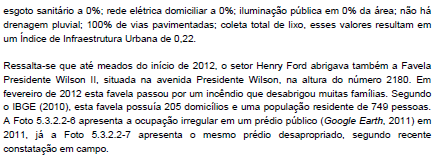 esgoto sanitário a 0%; rede elétrica domiciliar a 0%; iluminação pública em 0% da área; não há
drenagem pluvial; 100% de vias pavimentadas; coleta total de lixo, esses valores resultam em
um Índice de Infraestrutura Urbana de 0,22.
Ressalta-se que até meados do início de 2012, o setor Henry Ford abrigava também a Favela
Presidente Wilson II, situada na avenida Presidente Wilson, na altura do número 2180. Em
fevereiro de 2012 esta favela passou por um incêndio que desabrigou muitas famílias. Segundo
o IBGE (2010), esta favela possuía 205 domicílios e uma população residente de 749 pessoas.
A Foto 5.3.2.2-6 apresenta a ocupação irregular em um prédio público (Google Earth, 2011) em
2011, já a Foto 5.3.2.2-7 apresenta o mesmo prédio desapropriado, segundo recente
constatação em campo.